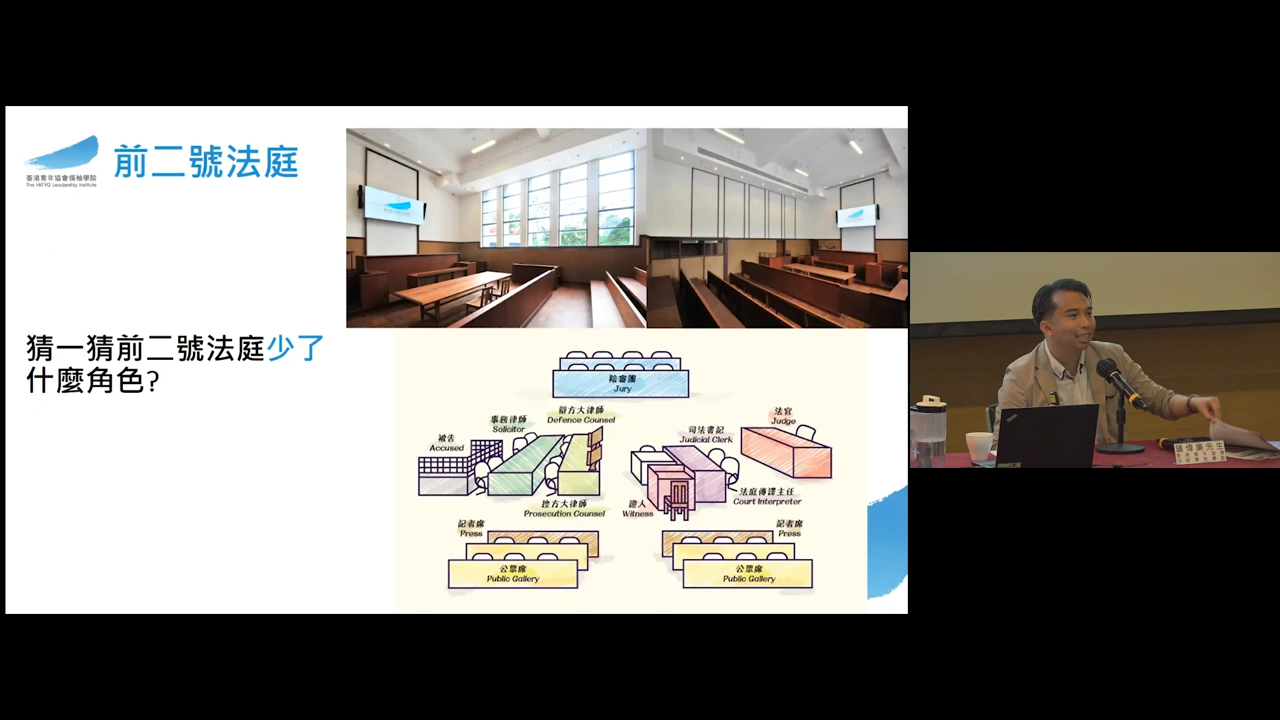 香港青年協會領袖學院
The HKFYG Leadership Institute
前二號法庭
猜一猜前二號法庭少了
什麼角色?
陪審團
Jury
辯方大律師
Defence Counsel
事務律師
Solicitor
被告
Accused
控方大律師
Prosecution Counsel
法官
Judge
司法書記
Judicial Clerk
證人
Witness
法庭傳譯主任
Court Interpreter
記者席
Press
公眾席
Public Gallery
記者席
Press
公眾席
Public Gallery
ThinkPad